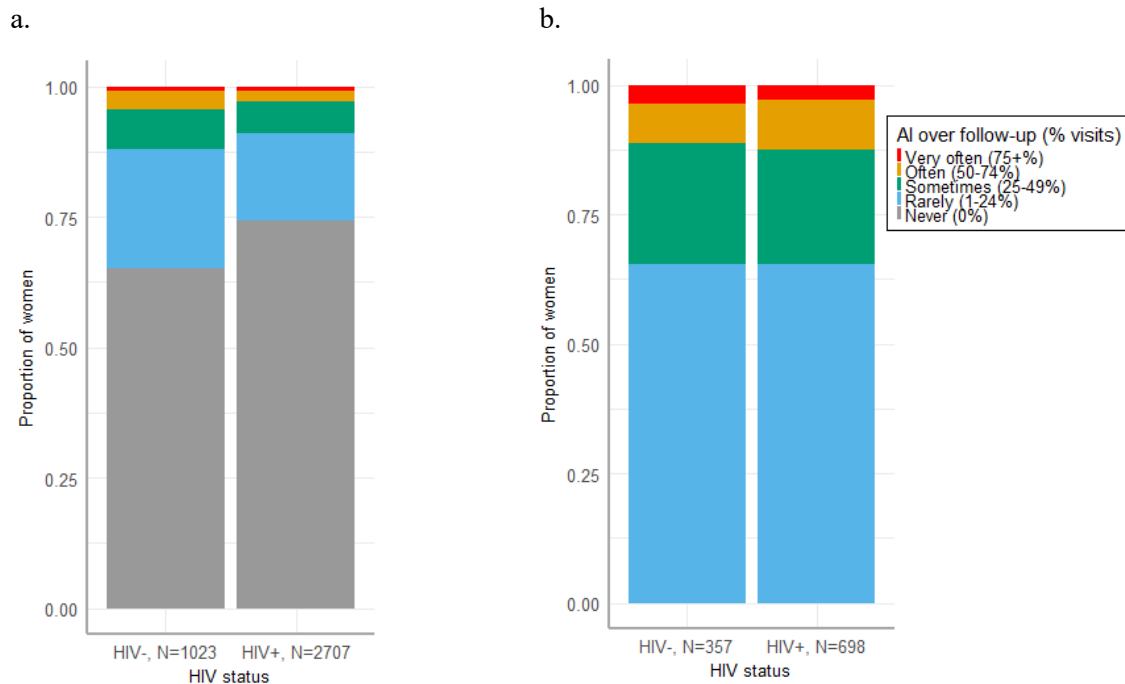 a.
1.00
0.75
0.50
0.25
0.00
Proportion of women
HIV-, N=1023
HIV+, N=2707
HIV status
b.
1.00
0.75
0.50
0.25
0.00
Proportion of women
HIV-, N=357
HIV+, N=698
HIV status
AI over follow-up (% visits)
Very often (75+%)
Often (50-74%)
Sometimes (25-49%)
Rarely (1-24%)
Never (0%)